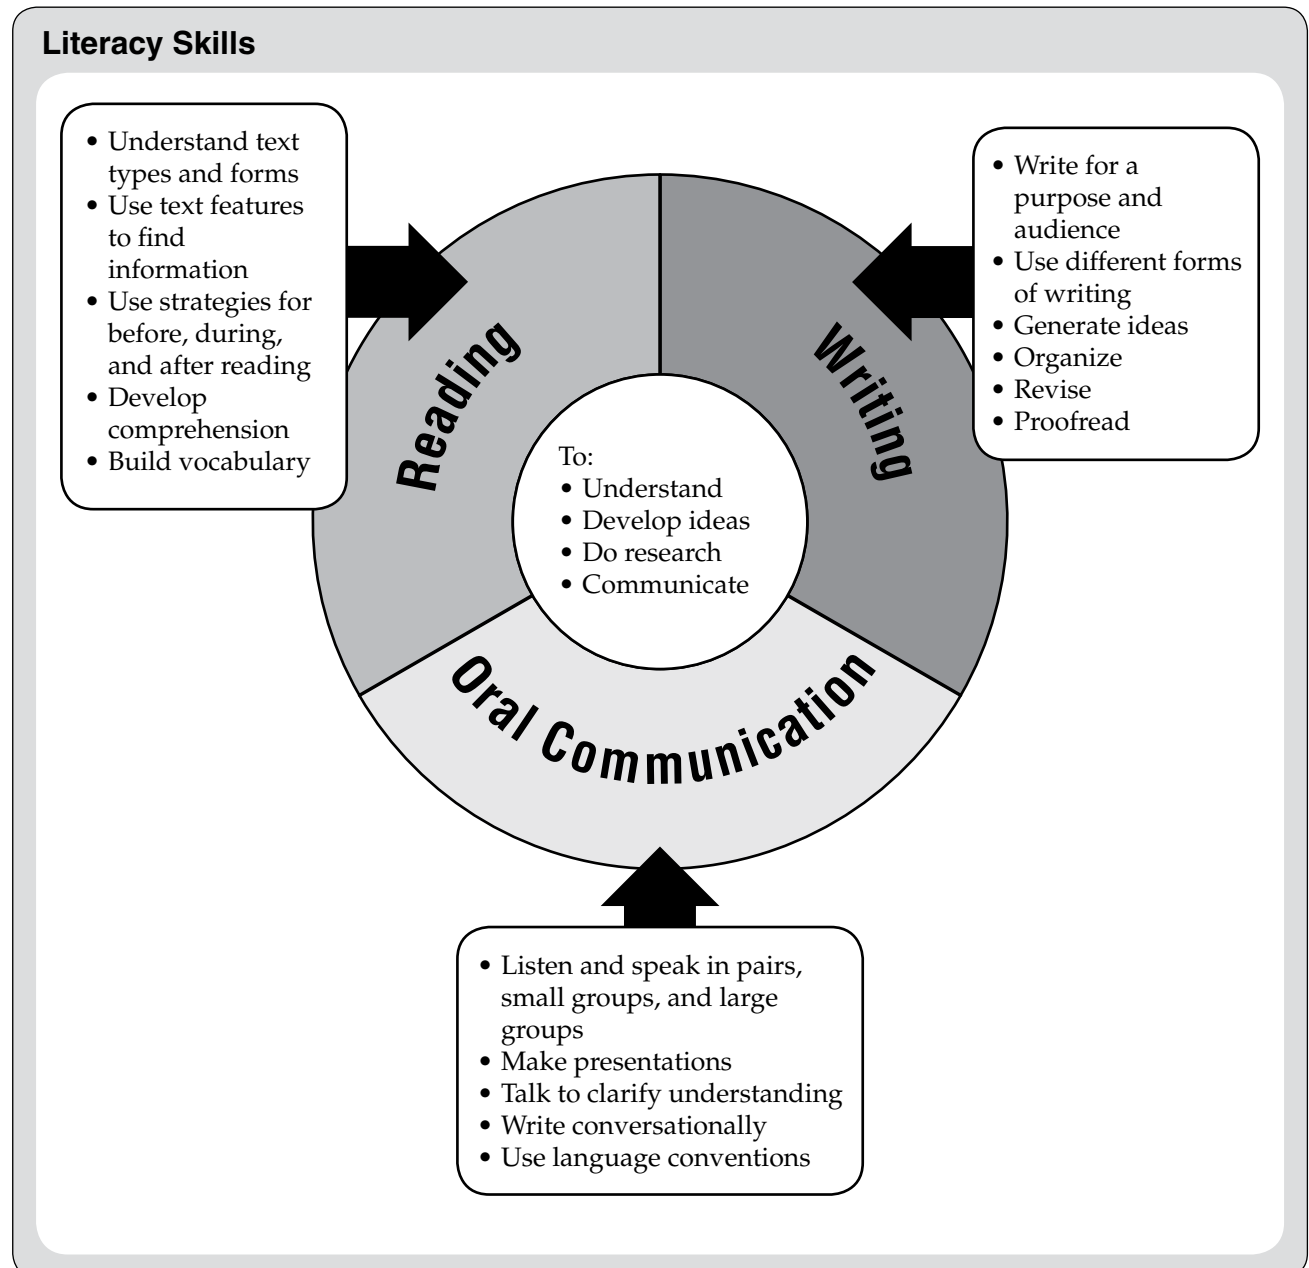 Literacy Skills
• Understand text
types and forms
• Use text features
to find
information
• Use strategies for
before, during,
and after reading
• Develop
comprehension
• Build vocabulary
• Write for a
purpose and
audience
• Use different forms
of writing
• Generate ideas
• Organize
• Revise
• Proofread
Reading
Writing
To:
• Understand
• Develop ideas
• Do research
• Communicate
Oral Communication
• Listen and speak in pairs,
small groups, and large
groups
• Make presentations
• Talk to clarify understanding
• Write conversationally
• Use language conventions